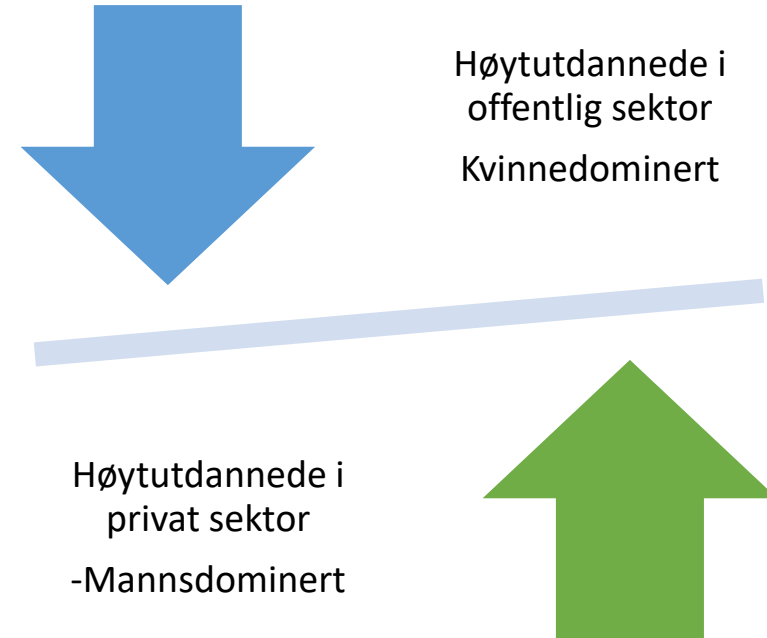 Høytutdannede i
offentlig sektor
Kvinnedominert
Høytutdannede i
privat sektor
-Mannsdominert